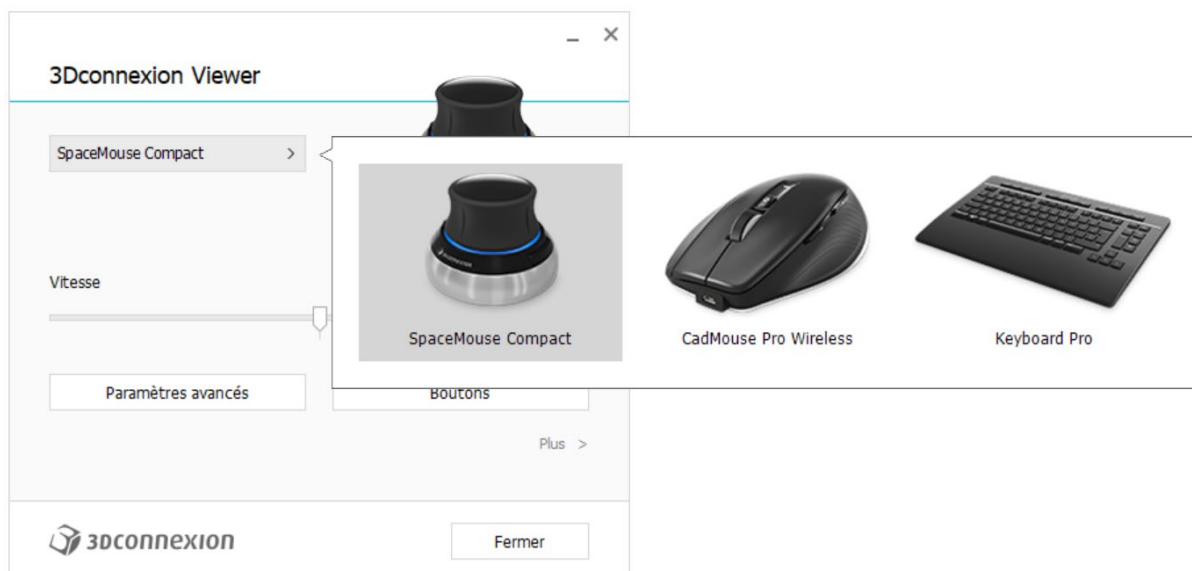 3Dconnexion Viewer
SpaceMouse Compact >
Vitesse
SpaceMouse Compact
CadMouse Pro Wireless
Keyboard Pro
Paramètres avancés
Boutons
Plus >
3Dconnexion
Fermer